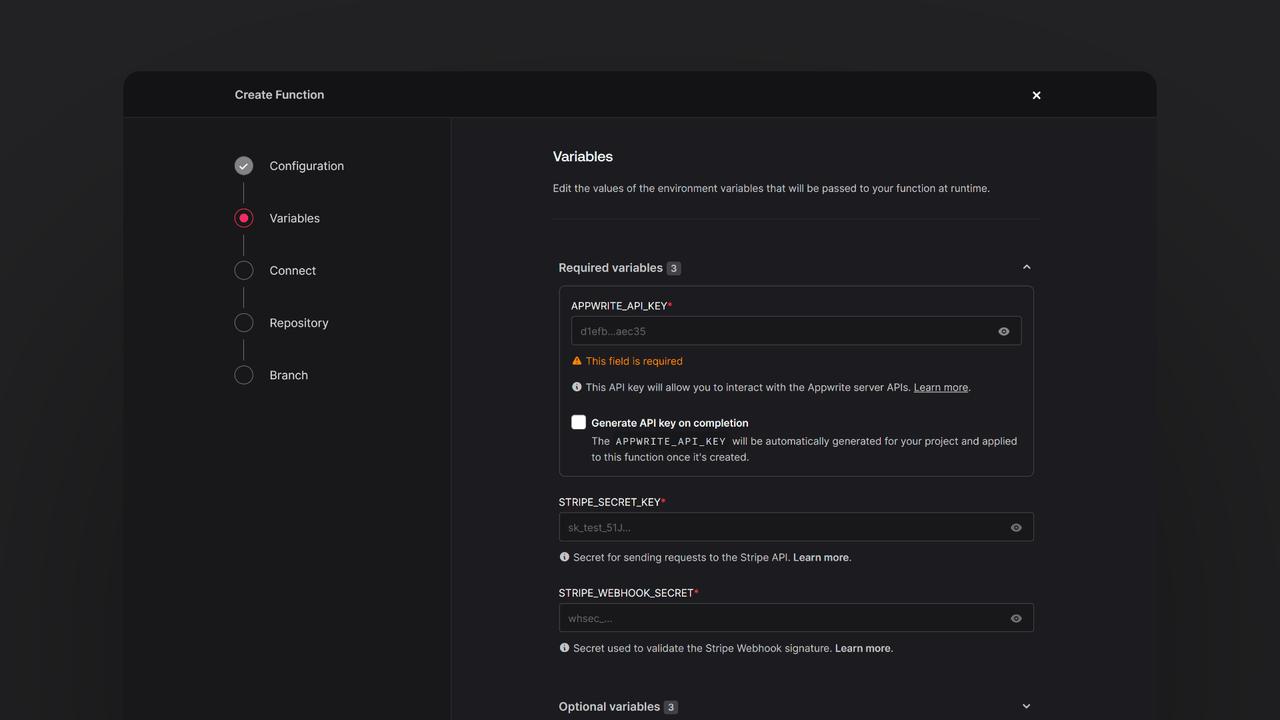 Create Function
Configuration
Variables
Connect
Repository
Branch
Variables
Edit the values of the environment variables that will be passed to your function at runtime.
Required variables 3
APPWRITE_API_KEY*
d1efb...aec35
This field is required
This API key will allow you to interact with the Appwrite server APIs. Learn more.
Generate API key on completion
The APPWRITE_API_KEY will be automatically generated for your project and applied
to this function once it's created.
STRIPE_SECRET_KEY*
sk_test_51J...
Secret for sending requests to the Stripe API. Learn more.
STRIPE_WEBHOOK_SECRET*
whsec_...
Secret used to validate the Stripe Webhook signature. Learn more.
Optional variables 3